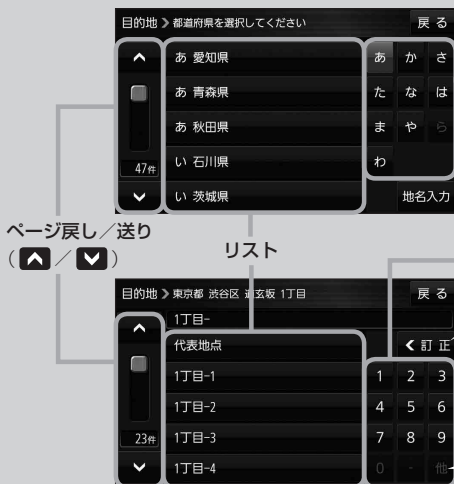 目的地 都道府県を選択してください 戻る
あ 愛知県 あ か さ
あ 青森県 た な は
あ 秋田県 ま や ら
い 石川県 わ
47件
い 茨城県 地名入力
ページ戻し／送り
（／）
リスト
目的地 東京都 渋谷区 道玄坂 1丁目 戻る
1丁目-
代表地点 訂正
1丁目-1 1 2 3
1丁目-2 4 5 6
1丁目-3 7 8 9
23件
1丁目-4 0 - 他